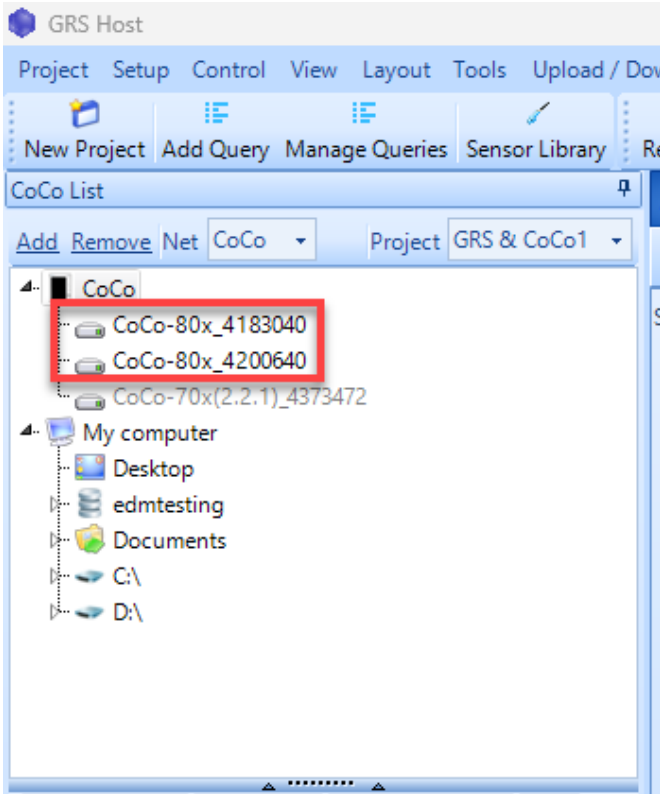 GRS Host
Project Setup Control View Layout Tools Upload / Dov
New Project Add Query Manage Queries Sensor Library Re
CoCo List
Add Remove Net CoCo Project GRS & CoCo1
CoCo
CoCo-80x_4183040
CoCo-80x_4200640
CoCo-70x(2.2.1)_4373472
My computer
Desktop
edmtesting
Documents
C:\
D:\